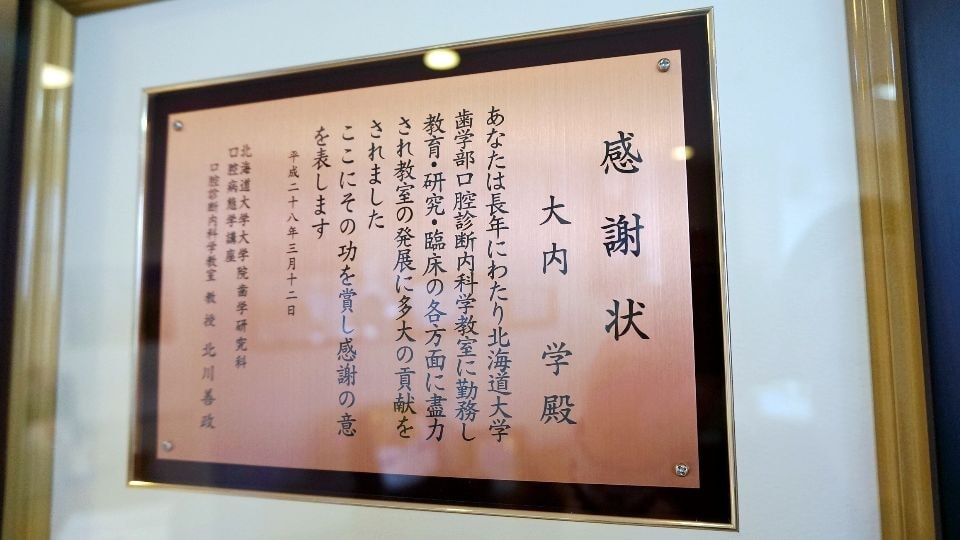 感謝状
大内 学殿
あなたは長年にわたり北海道大学
歯学部口腔診断内科学教室に勤務し
教育・研究・臨床の各方面に盡力
され教室の発展に多大の貢献を
されました
ここにその功を賞し感謝の意
を表します
平成二十八年三月十二日
北海道大学大学院歯学研究科
口腔病態学講座
口腔診断内科学教室 教授 北川善政